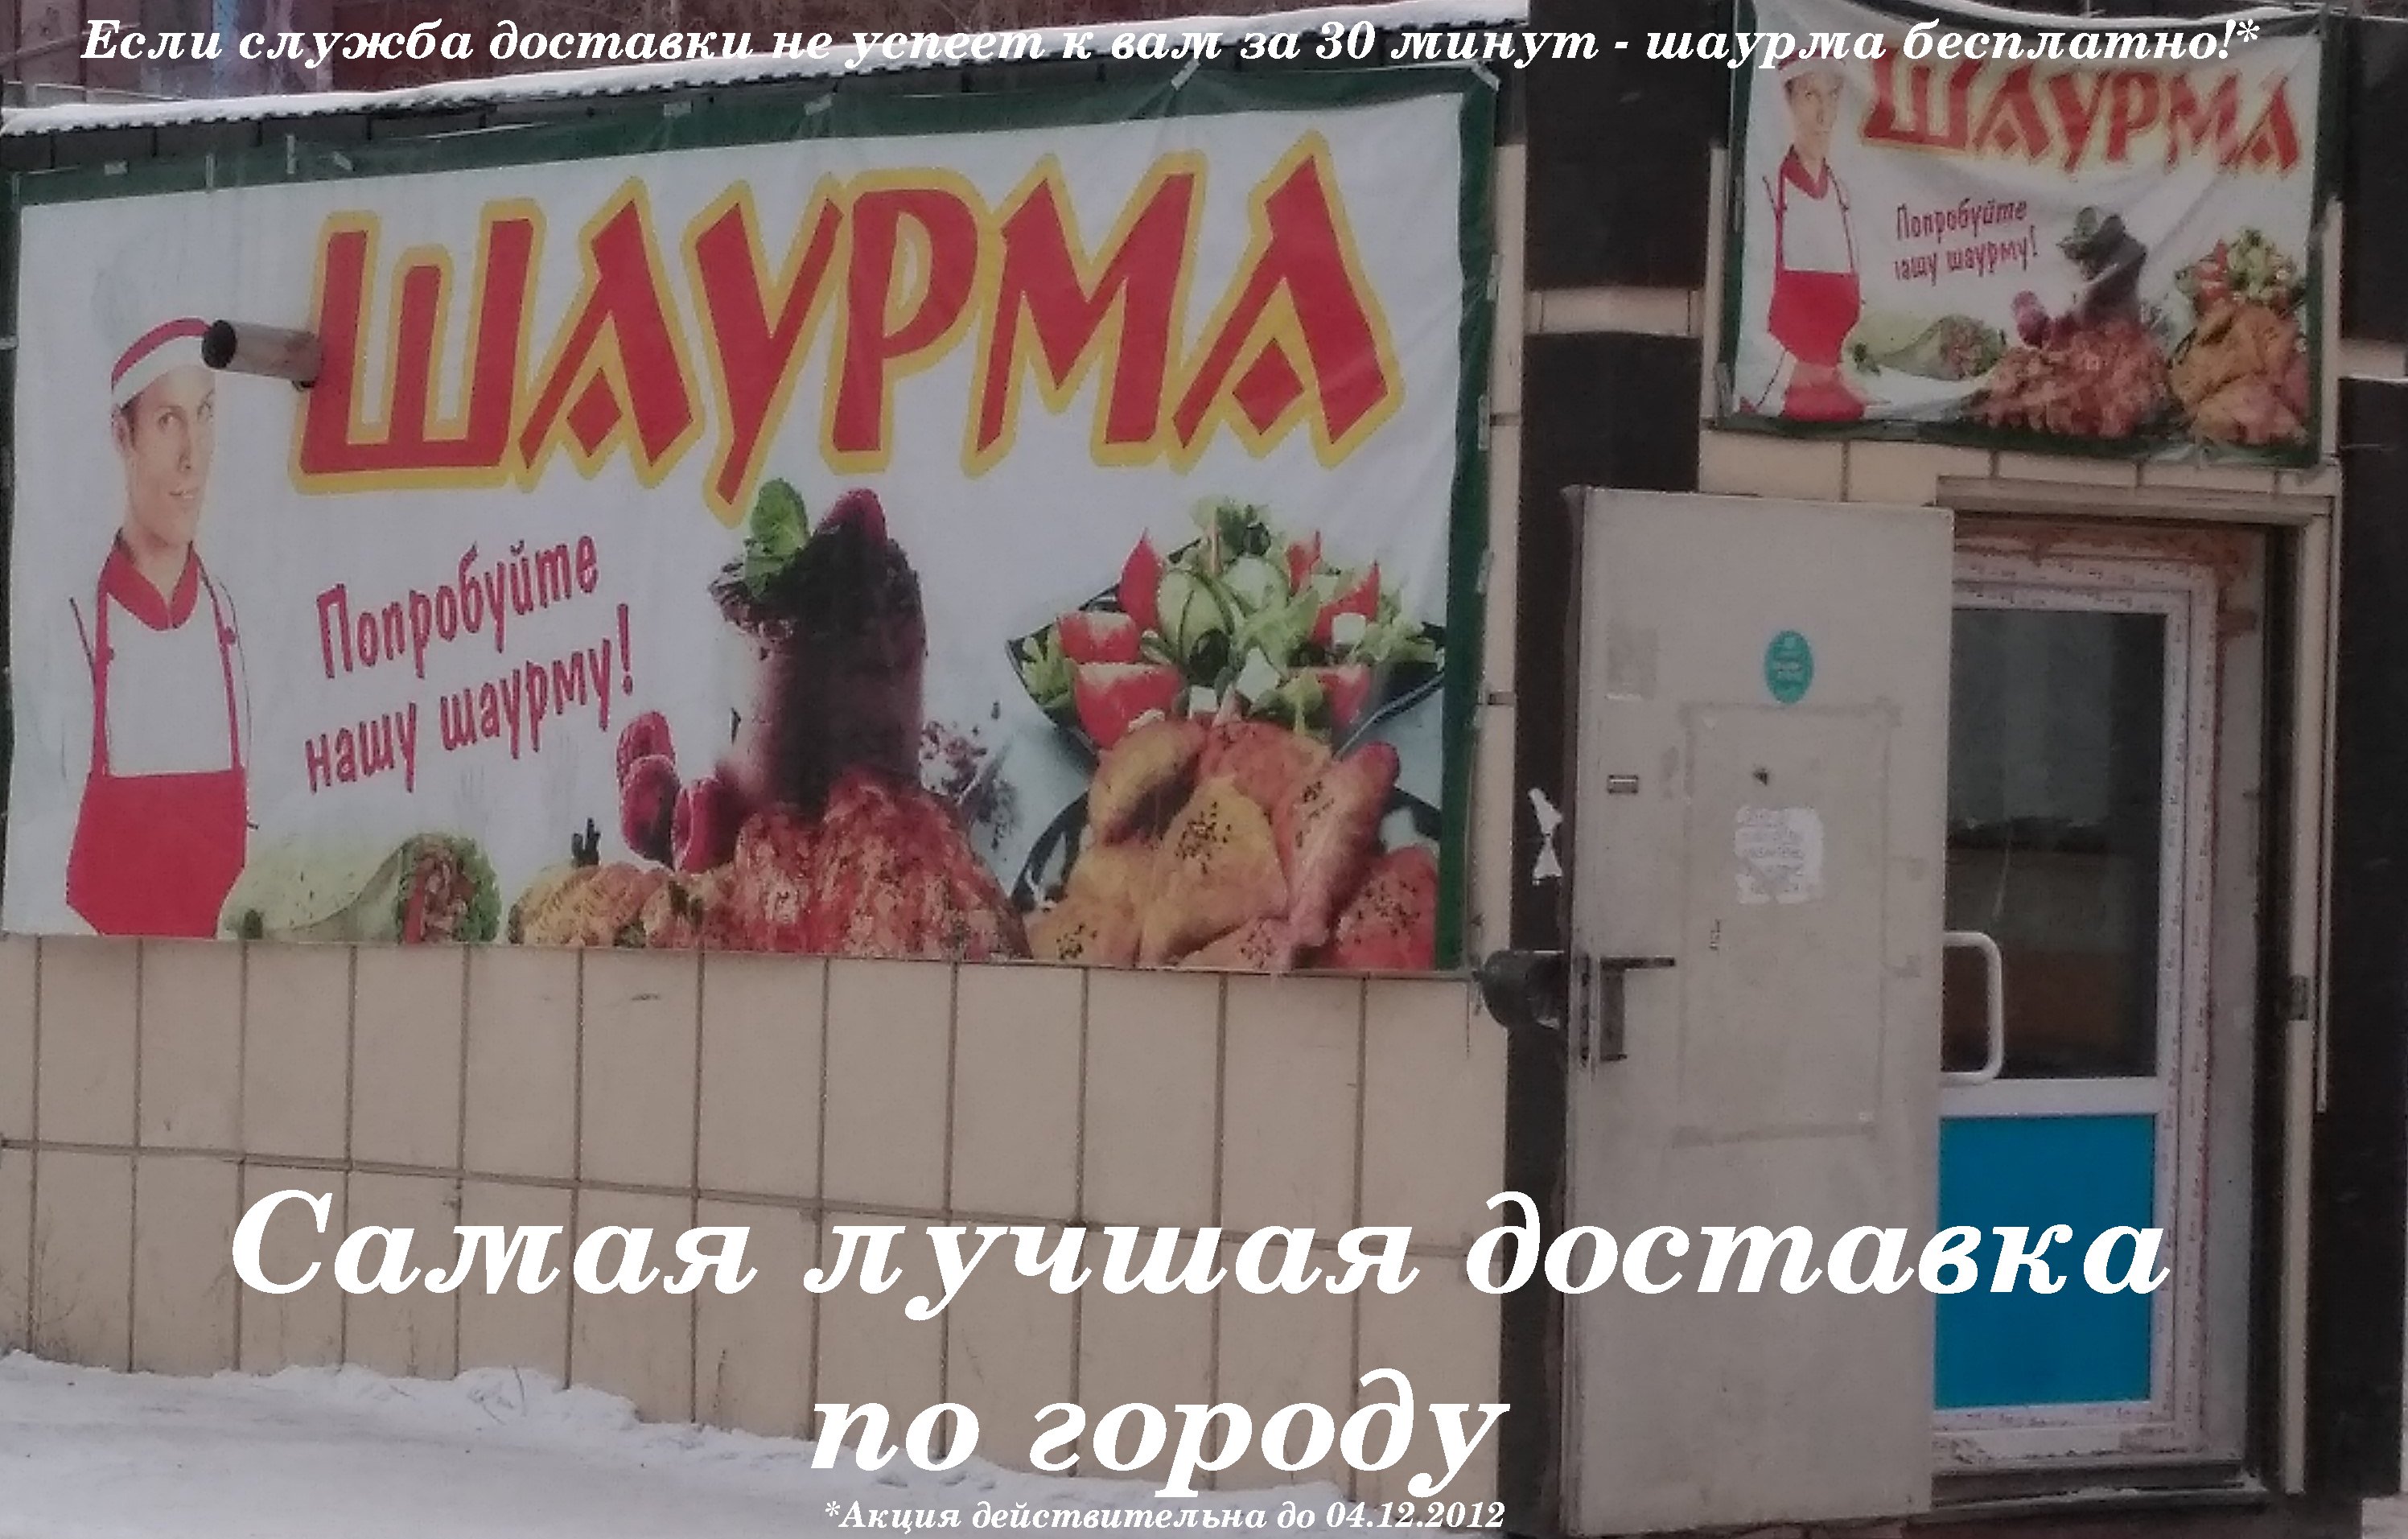 Если служба доставки не успеет к вам за 30 минут - шаурма бесплатно!*
ШАУРМА
Попробуйте
нашу шаурму!
ШАУРМА
Попробуйте
нашу шаурму!
Самая лучшая доставка
по городу
*Акция действительна до 04.12.2012